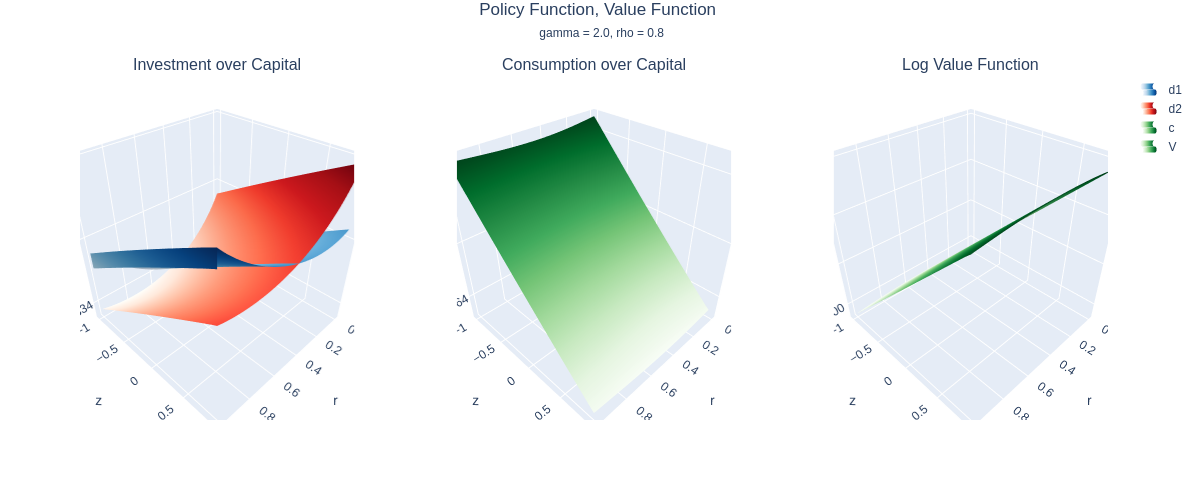 Policy Function, Value Function
gamma = 2.0, rho = 0.8
Investment over Capital
Consumption over Capital
Log Value Function
d1
d2
c
V
−1
−0.5
0
0.5
z
0
0.2
0.4
0.6
0.8
r
−1
−0.5
0
0.5
z
0
0.2
0.4
0.6
0.8
r
−1
−0.5
0
0.5
z
0
0.2
0.4
0.6
0.8
r